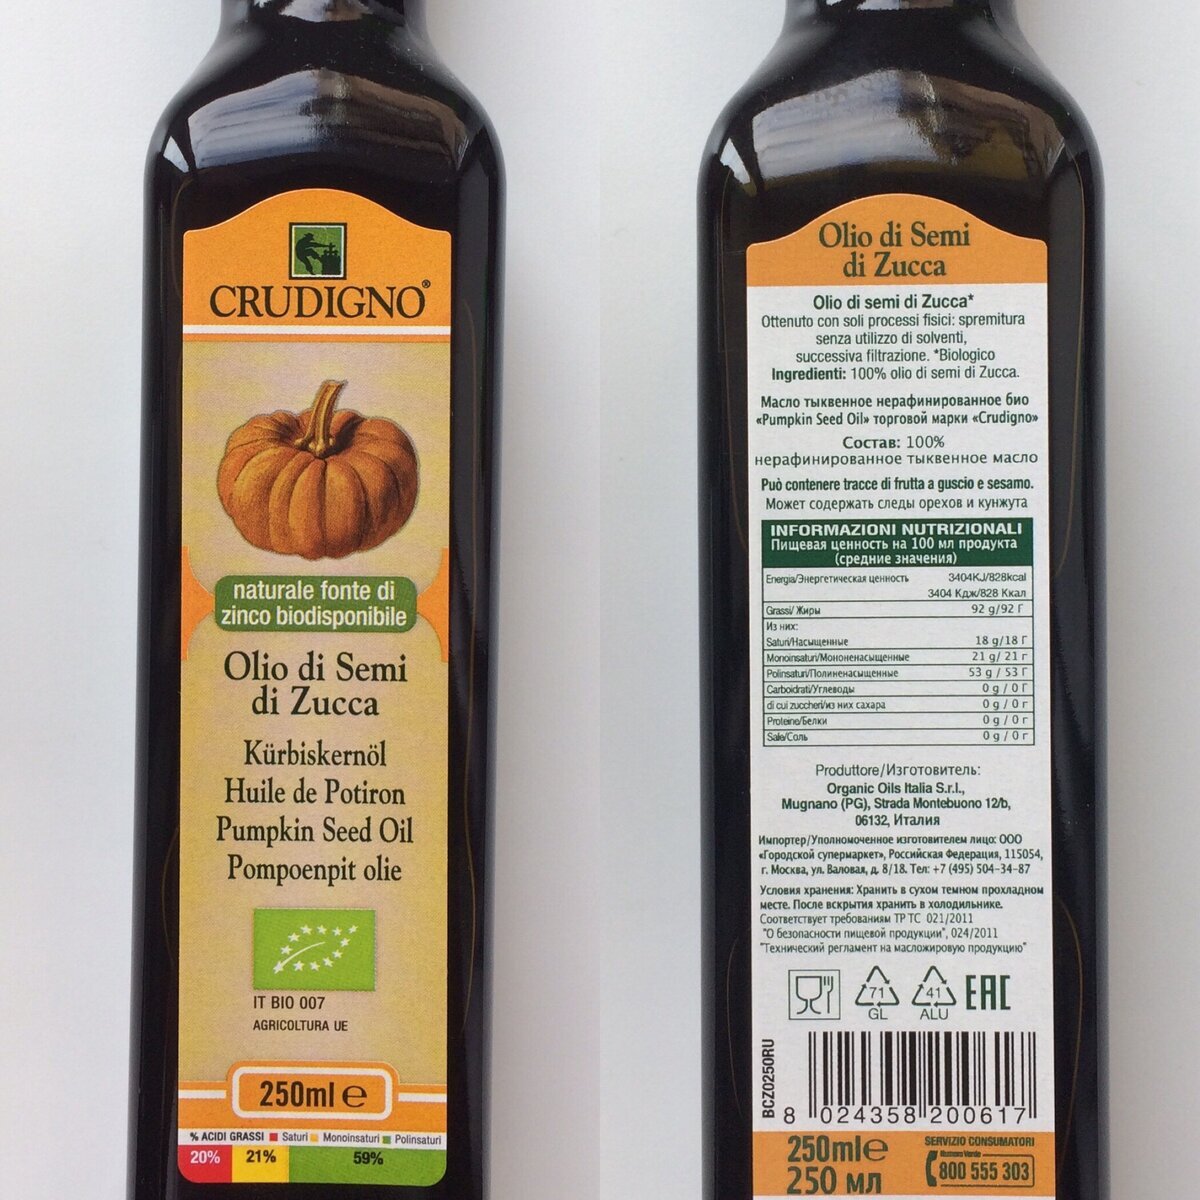 CRUDIGNO®
naturale fonte di
zinco biodisponibile
Olio di Semi
di Zucca
Kürbiskernöl
Huile de Potiron
Pumpkin Seed Oil
Pompoenpit olie
IT BIO 007
AGRICOLTURA UE
250ml e
% ACIDI GRASSI Saturi Monoinsaturi Polinsaturi
20% 21% 59%
Olio di Semi
di Zucca
Olio di semi di Zucca*
Ottenuto con soli processi fisici: spremitura
senza utilizzo di solventi,
successiva filtrazione. *Biologico
Ingredienti: 100% olio di semi di Zucca.
Масло тыквенное нерафинированное био
«Pumpkin Seed Oil» торговой марки «Crudigno»
Состав: 100%
нерафинированное тыквенное масло
Può contenere tracce di frutta a guscio e sesamo.
Может содержать следы орехов и кунжута
INFORMAZIONI NUTRIZIONALI
Пищевая ценность на 100 мл продукта
(средние значения)
Energia/Энергетическая ценность 3404KJ/828kcal
3404 Кдж/828 Ккал
Grassi/ Жиры 92 g/92 Г
Из них:
Saturi/Насыщенные 18 g/18 Г
Monoinsaturi/Мононенасыщенные 21 g/ 21 г
Polinsaturi/Полиненасыщенные 53 g / 53 Г
Carboidrati/Углеводы 0 g / 0 Г
di cui zuccheri/из них сахара 0 g / 0 г
Proteine/Белки 0 g / 0 г
Sale/Соль 0 g / 0 г
Produttore/Изготовитель:
Organic Oils Italia S.r.l.,
Mugnano (PG), Strada Montebuono 12/b,
06132, Италия
Импортер/Уполномоченное изготовителем лицо: ООО
«Городской супермаркет», Российская Федерация, 115054,
г. Москва, ул. Валовая, д. 8/18. Тел: +7 (495) 504-34-87
Условия хранения: Хранить в сухом темном прохладном
месте. После вскрытия хранить в холодильнике.
Соответствует требованиям ТР ТС 021/2011
"О безопасности пищевой продукции", 024/2011
"Технический регламент на масложировую продукцию"
71
GL
41
ALU
EAC
BCZ0250RU
8 024358 200617
250ml e
250 мл
SERVIZIO CONSUMATORI
Numero Verde
800 555 303